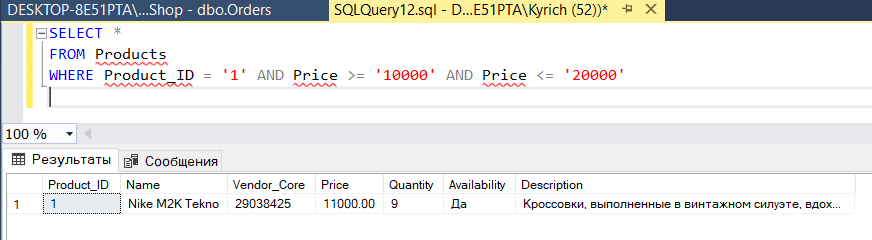 DESKTOP-8E51PTA\...Shop - dbo.Orders SQLQuery12.sql - D...E51PTA\Kyrich (52))*
SELECT *
FROM Products
WHERE Product_ID = '1' AND Price >= '10000' AND Price <= '20000'
100 %
Результаты Сообщения
Product_ID Name Vendor_Core Price Quantity Availability Description
1 1 Nike M2K Tekno 29038425 11000.00 9 Да Кроссовки, выполненные в винтажном силуэте, вдох...